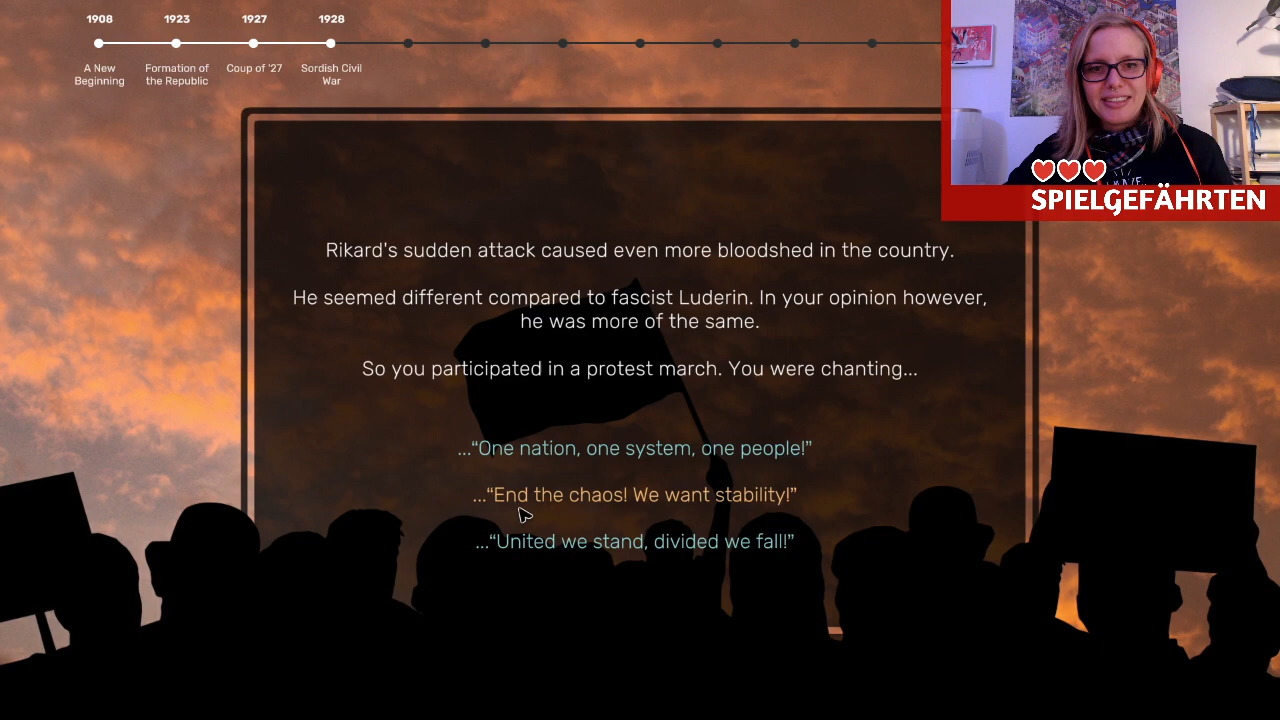 1908
1923
1927
1928
A New
Beginning
Formation of
the Republic
Coup of '27
Sordish Civil
War
SPIELGEFÄHRTEN
Rikard's sudden attack caused even more bloodshed in the country.
He seemed different compared to fascist Luderin. In your opinion however,
he was more of the same.
So you participated in a protest march. You were chanting...
..."One nation, one system, one people!"
..."End the chaos! We want stability!"
..."United we stand, divided we fall!"